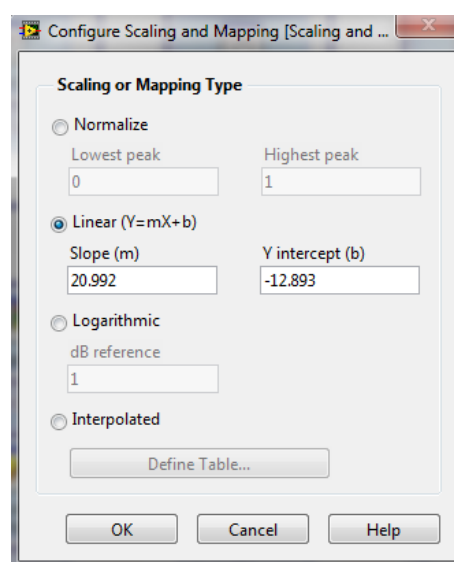 Configure Scaling and Mapping [Scaling and ...
Scaling or Mapping Type
Normalize
Lowest peak Highest peak
0 1
Linear (Y=mX+b)
Slope (m) Y intercept (b)
20.992 -12.893
Logarithmic
dB reference
1
Interpolated
Define Table...
OK Cancel Help